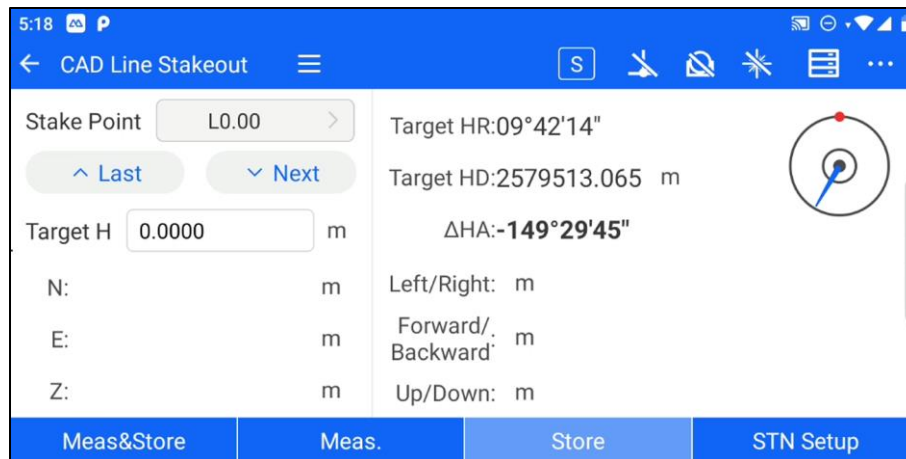 5:18
CAD Line Stakeout
S
Stake Point L0.00
Last Next
Target H 0.0000 m
N: m
E: m
Z: m
Target HR:09°42'14"
Target HD:2579513.065 m
ΔHA:-149°29'45"
Left/Right: m
Forward/
Backward: m
Up/Down: m
Meas&Store Meas. Store STN Setup